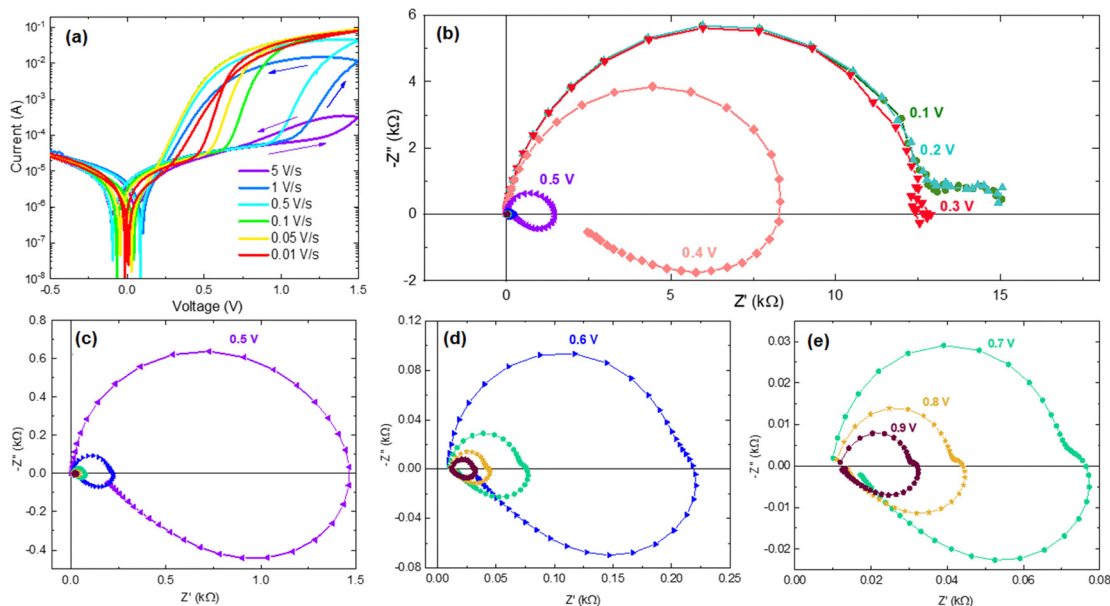 (a)
Current (A)
10⁻¹
10⁻²
10⁻³
10⁻⁴
10⁻⁵
10⁻⁶
10⁻⁷
10⁻⁸
5 V/s
1 V/s
0.5 V/s
0.1 V/s
0.05 V/s
0.01 V/s
-0.5 0.0 0.5 1.0 1.5
Voltage (V)
(b)
-Z" (kΩ)
6
4
2
0
-2
0.1 V
0.2 V
0.3 V
0.4 V
0.5 V
0 5 10 15
Z' (kΩ)
(c)
-Z" (kΩ)
0.8
0.6
0.4
0.2
0.0
-0.2
-0.4
0.5 V
0.0 0.5 1.0 1.5
Z' (kΩ)
(d)
-Z" (kΩ)
0.12
0.08
0.04
0.00
-0.04
-0.08
0.6 V
0.00 0.05 0.10 0.15 0.20 0.25
Z' (kΩ)
(e)
-Z" (kΩ)
0.03
0.02
0.01
0.00
-0.01
-0.02
0.7 V
0.8 V
0.9 V
0.00 0.02 0.04 0.06 0.08
Z' (kΩ)